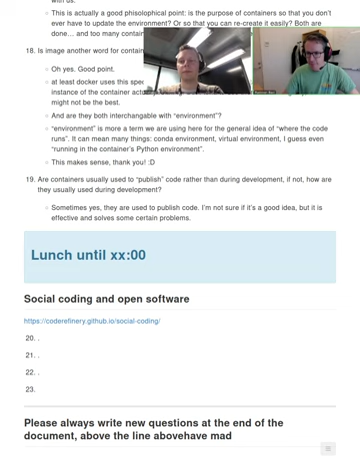 with us.
This is actually a good phisolophical point: is the purpose of containers so that you don't
ever have to update the environment? Or so that you can re-create it easily? Both are
done… and too many contain
18. Is image another word for contain
Oh yes. Good point.
at least docker uses this spec
instance of the container actu
might not be the best.
And are they both interchangable with "environment"?
"environment" is more a term we are using here for the general idea of "where the code
runs". It can mean many things: conda environment, virtual environment, I guess even
"running in the container's Python environment".
This makes sense, thank you! :D
19. Are containers usually used to "publish" code rather than during development, if not, how are
they usually used during development?
Sometimes yes, they are used to publish code. I'm not sure if it's a good idea, but it is
effective and solves some certain problems.
Lunch until xx:00
Social coding and open software
https://coderefinery.github.io/social-coding/
20. .
21. .
22. .
23.
Please always write new questions at the end of the
document, above the line abovehave mad